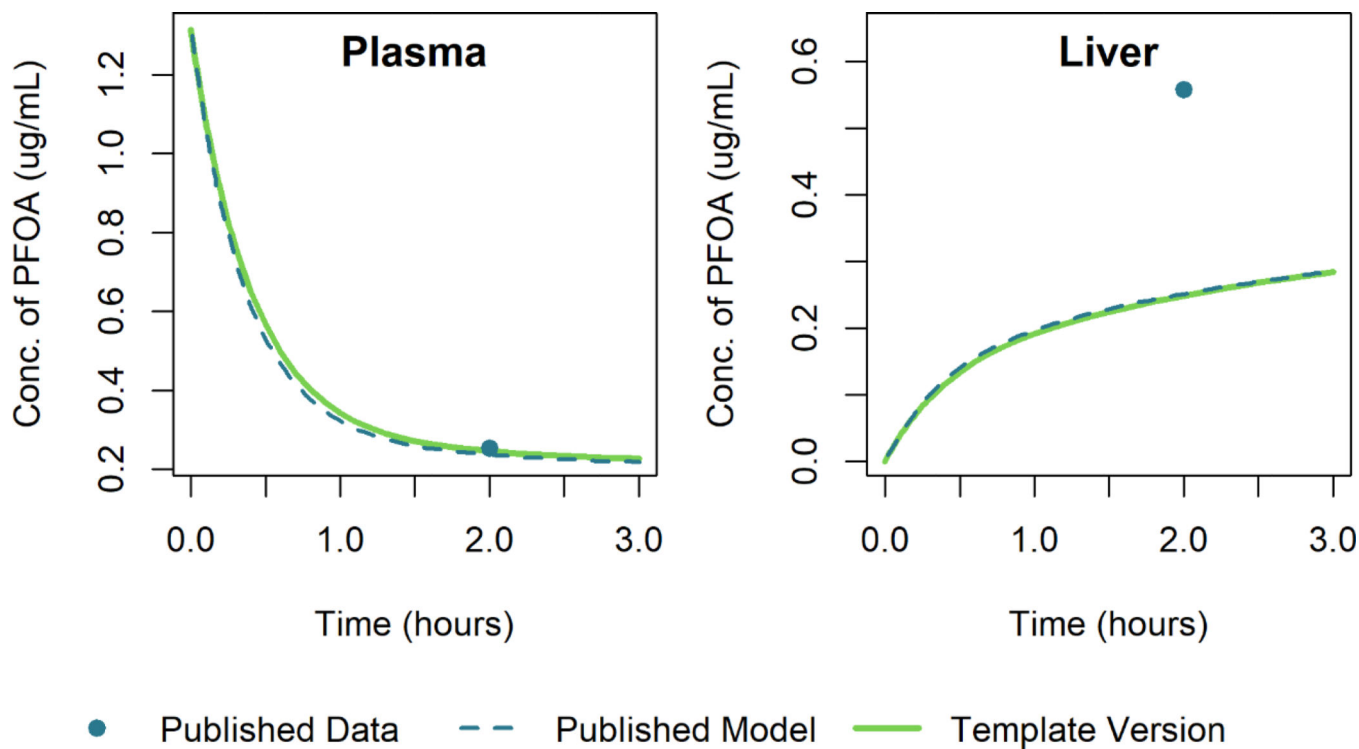 Plasma
Conc. of PFOA (ug/mL)
1.2
1.0
0.8
0.6
0.4
0.2
0.0
1.0
2.0
3.0
Time (hours)
Liver
Conc. of PFOA (ug/mL)
0.6
0.4
0.2
0.0
0.0
1.0
2.0
3.0
Time (hours)
Published Data
Published Model
Template Version